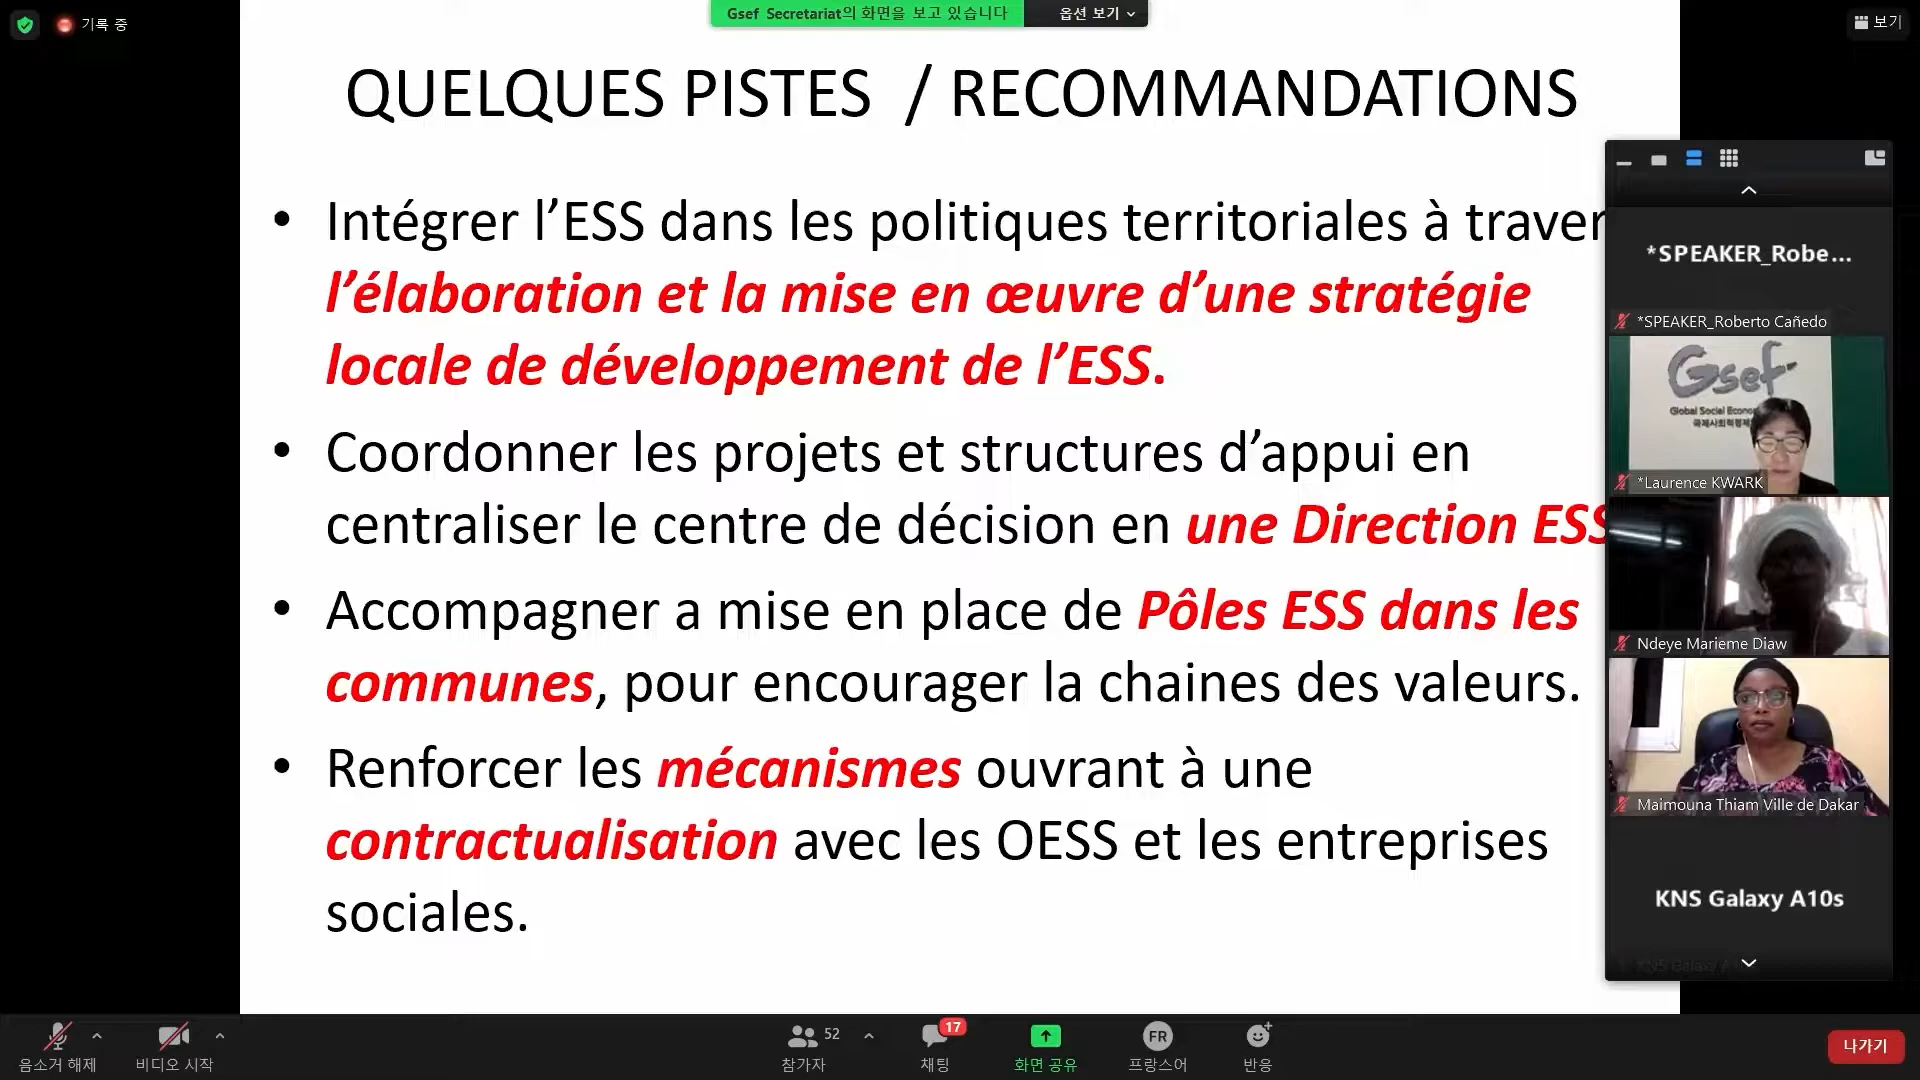 기록 중
Gsef Secretariat의 화면을 보고 있습니다
옵션 보기
보기
QUELQUES PISTES / RECOMMANDATIONS
• Intégrer l’ESS dans les politiques territoriales à traver
l’élaboration et la mise en œuvre d’une stratégie
locale de développement de l’ESS.
• Coordonner les projets et structures d’appui en
centraliser le centre de décision en une Direction ESS
• Accompagner a mise en place de Pôles ESS dans les
communes, pour encourager la chaines des valeurs.
• Renforcer les mécanismes ouvrant à une
contractualisation avec les OESS et les entreprises
sociales.
*SPEAKER_Robe...
*SPEAKER_Roberto Cañedo
Gsef
Global Social Econo
*Laurence KWARK
Ndeye Marieme Diaw
Maimouna Thiam Ville de Dakar
KNS Galaxy A10s
음소거 해제
비디오 시작
52
참가자
17
채팅
화면 공유
FR
프랑스어
반응
나가기